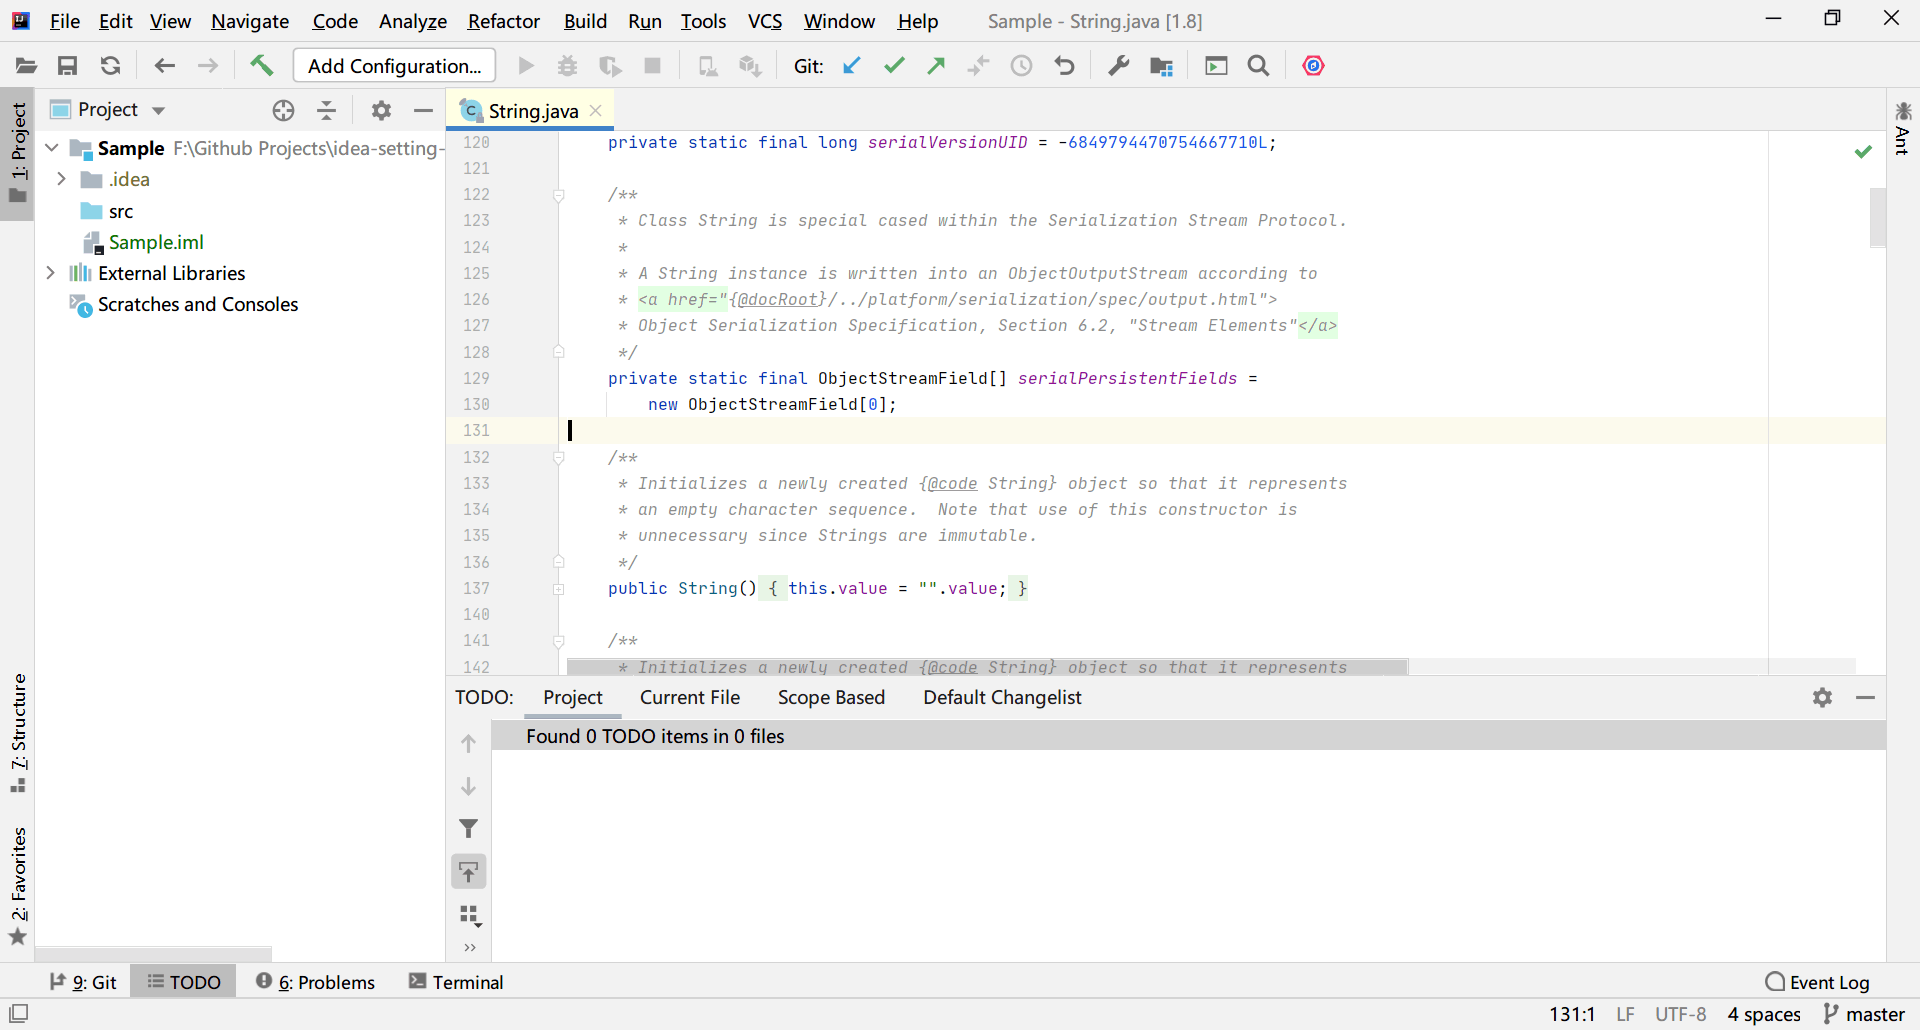 File Edit View Navigate Code Analyze Refactor Build Run Tools VCS Window Help Sample - String.java [1.8]
Add Configuration... Git:
1: Project
Project
String.java
Ant
Sample F:\Github Projects\idea-setting-
.idea
src
Sample.iml
External Libraries
Scratches and Consoles
120 private static final long serialVersionUID = -6849794470754667710L;
121
122 /**
123 * Class String is special cased within the Serialization Stream Protocol.
124 *
125 * A String instance is written into an ObjectOutputStream according to
126 * <a href="{@docRoot}/../platform/serialization/spec/output.html">
127 * Object Serialization Specification, Section 6.2, "Stream Elements"</a>
128 */
129 private static final ObjectStreamField[] serialPersistentFields =
130 new ObjectStreamField[0];
131
132 /**
133 * Initializes a newly created {@code String} object so that it represents
134 * an empty character sequence.  Note that use of this constructor is
135 * unnecessary since Strings are immutable.
136 */
137 public String() { this.value = "".value; }
140
141 /**
142 * Initializes a newly created {@code String} object so that it represents
7: Structure
2: Favorites
TODO: Project Current File Scope Based Default Changelist
Found 0 TODO items in 0 files
9: Git TODO 6: Problems Terminal Event Log
131:1 LF UTF-8 4 spaces master